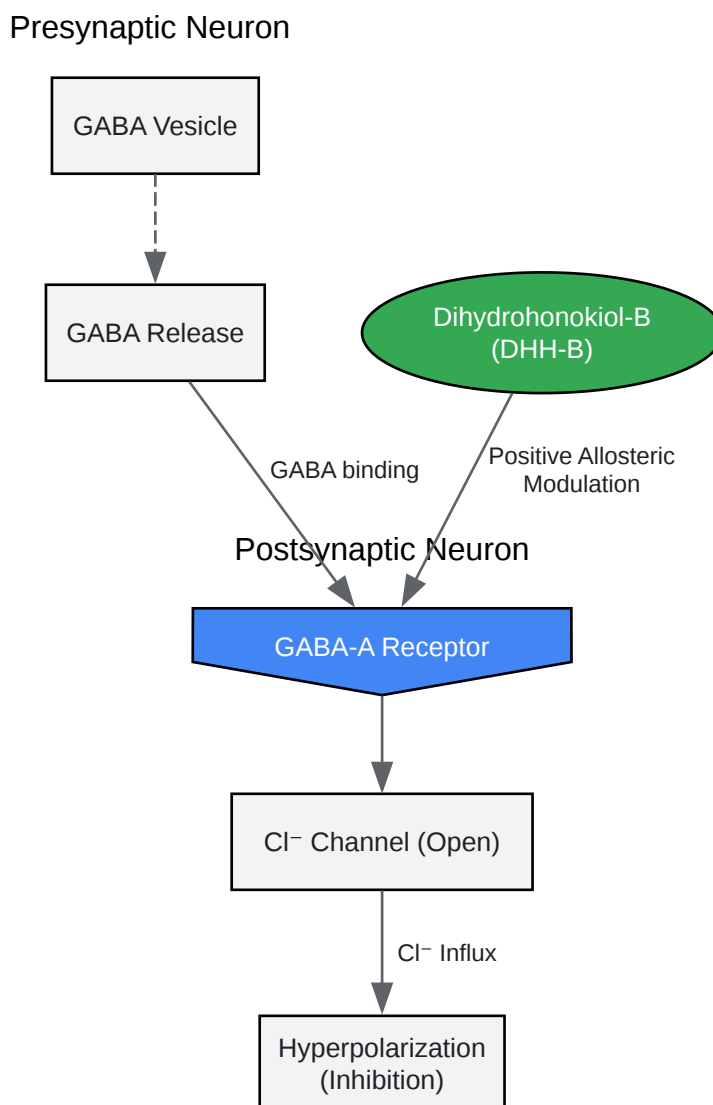 Presynaptic Neuron
GABA Vesicle
GABA Release
Dihydrohonokiol-B
(DHH-B)
GABA binding
Positive Allosteric
Modulation
Postsynaptic Neuron
GABA-A Receptor
Cl⁻ Channel (Open)
Cl⁻ Influx
Hyperpolarization
(Inhibition)